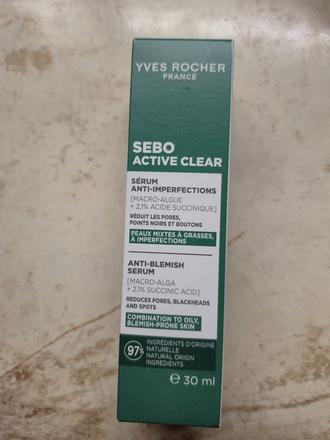 YVES ROCHER
FRANCE
SEBO
ACTIVE CLEAR
SÉRUM
ANTI-IMPERFECTIONS
[MACRO-ALGUE
+ 2,1% ACIDE SUCCINIQUE]
RÉDUIT LES PORES,
POINTS NOIRS ET BOUTONS
PEAUX MIXTES À GRASSES,
À IMPERFECTIONS
ANTI-BLEMISH
SERUM
[MACRO-ALGA
+ 2.1% SUCCINIC ACID]
REDUCES PORES, BLACKHEADS
AND SPOTS
COMBINATION TO OILY,
BLEMISH-PRONE SKIN
97%
INGRÉDIENTS D'ORIGINE
NATURELLE
NATURAL ORIGIN
INGREDIENTS
℮ 30 ml